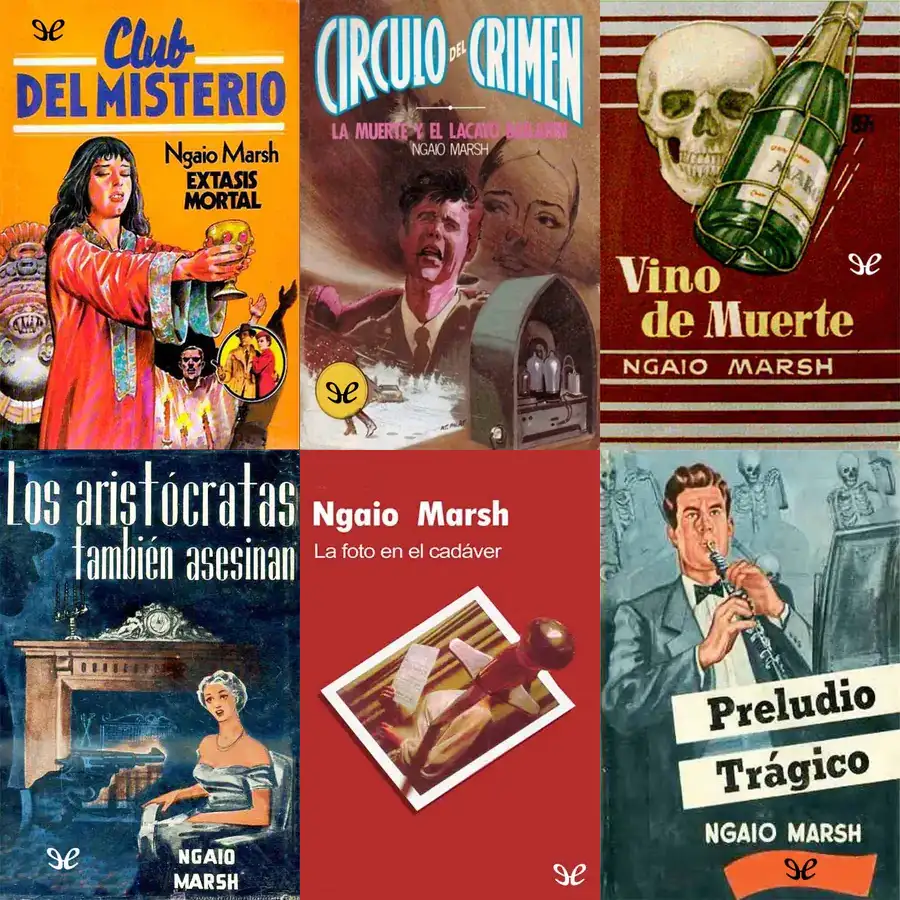 Club
DEL MISTERIO
Ngaio Marsh
EXTASIS
MORTAL
CIRCULO DEL CRIMEN
LA MUERTE Y EL LACAYO BAILARIN
NGAIO MARSH
Vino
de Muerte
NGAIO MARSH
Los aristócratas
también asesinan
NGAIO
MARSH
Ngaio Marsh
La foto en el cadáver
Preludio
Trágico
NGAIO MARSH